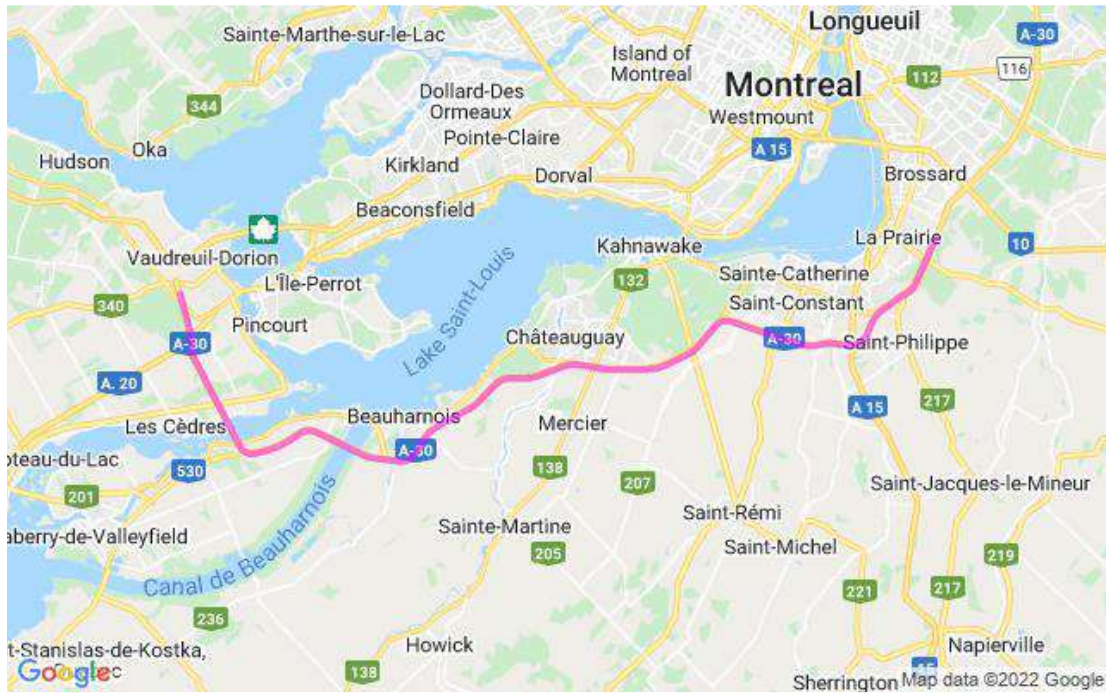 Longueuil
A-30
Sainte-Marthe-sur-le-Lac
Island of
Montreal
116
112
Montreal
Dollard-Des
Ormeaux
344
Westmount
Pointe-Claire
Oka
Hudson
Kirkland
A 15
Dorval
Brossard
Beaconsfield
La Prairie
10
Kahnawake
Vaudreuil-Dorion
L'Île-Perrot
132
Sainte-Catherine
340
Saint-Constant
Pincourt
Lake Saint-Louis
Châteauguay
A-30
A-30
Saint-Philippe
A. 20
217
A 15
Beauharnois
Les Cèdres
Mercier
A-30
oteau-du-Lac
530
138
207
201
Saint-Jacques-le-Mineur
Canal de Beauharnois
Saint-Rémi
Sainte-Martine
aberry-de-Valleyfield
Saint-Michel
205
219
221
217
236
Howick
Napierville
t-Stanislas-de-Kostka,
Google
138
15
Sherrington
Map data ©2022 Google